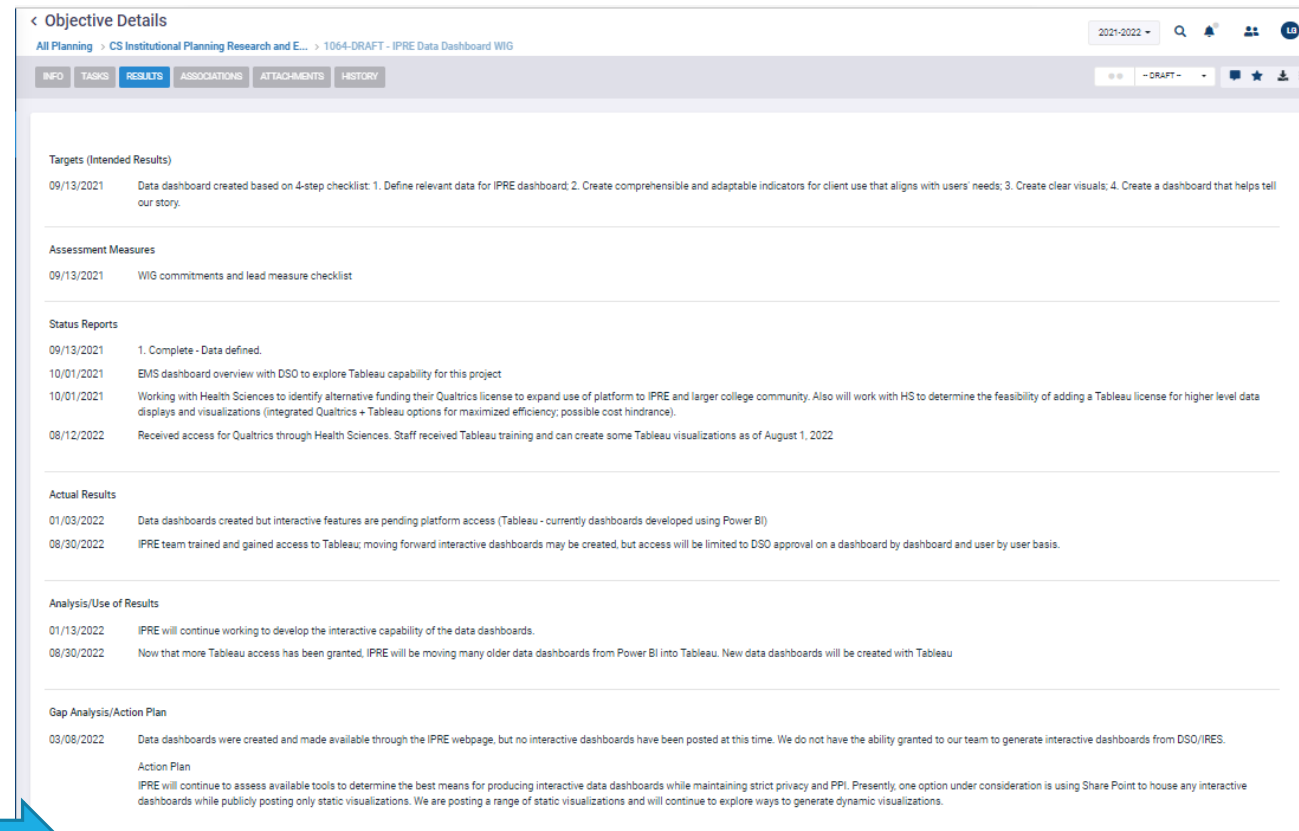 < Objective Details
2021-2022
LG
All Planning > CS Institutional Planning Research and E... > 1064-DRAFT - IPRE Data Dashboard WIG
INFO TASKS RESULTS ASSOCIATIONS ATTACHMENTS HISTORY
-- DRAFT --
Targets (Intended Results)
09/13/2021 Data dashboard created based on 4-step checklist: 1. Define relevant data for IPRE dashboard; 2. Create comprehensible and adaptable indicators for client use that aligns with users' needs; 3. Create clear visuals; 4. Create a dashboard that helps tell
our story.
Assessment Measures
09/13/2021 WIG commitments and lead measure checklist
Status Reports
09/13/2021 1. Complete - Data defined.
10/01/2021 EMS dashboard overview with DSO to explore Tableau capability for this project
10/01/2021 Working with Health Sciences to identify alternative funding their Qualtrics license to expand use of platform to IPRE and larger college community. Also will work with HS to determine the feasibility of adding a Tableau license for higher level data
displays and visualizations (integrated Qualtrics + Tableau options for maximized efficiency; possible cost hindrance).
08/12/2022 Received access for Qualtrics through Health Sciences. Staff received Tableau training and can create some Tableau visualizations as of August 1, 2022
Actual Results
01/03/2022 Data dashboards created but interactive features are pending platform access (Tableau - currently dashboards developed using Power BI)
08/30/2022 IPRE team trained and gained access to Tableau; moving forward interactive dashboards may be created, but access will be limited to DSO approval on a dashboard by dashboard and user by user basis.
Analysis/Use of Results
01/13/2022 IPRE will continue working to develop the interactive capability of the data dashboards.
08/30/2022 Now that more Tableau access has been granted, IPRE will be moving many older data dashboards from Power BI into Tableau. New data dashboards will be created with Tableau
Gap Analysis/Action Plan
03/08/2022 Data dashboards were created and made available through the IPRE webpage, but no interactive dashboards have been posted at this time. We do not have the ability granted to our team to generate interactive dashboards from DSO/IRES.
Action Plan
IPRE will continue to assess available tools to determine the best means for producing interactive data dashboards while maintaining strict privacy and PPI. Presently, one option under consideration is using Share Point to house any interactive
dashboards while publicly posting only static visualizations. We are posting a range of static visualizations and will continue to explore ways to generate dynamic visualizations.